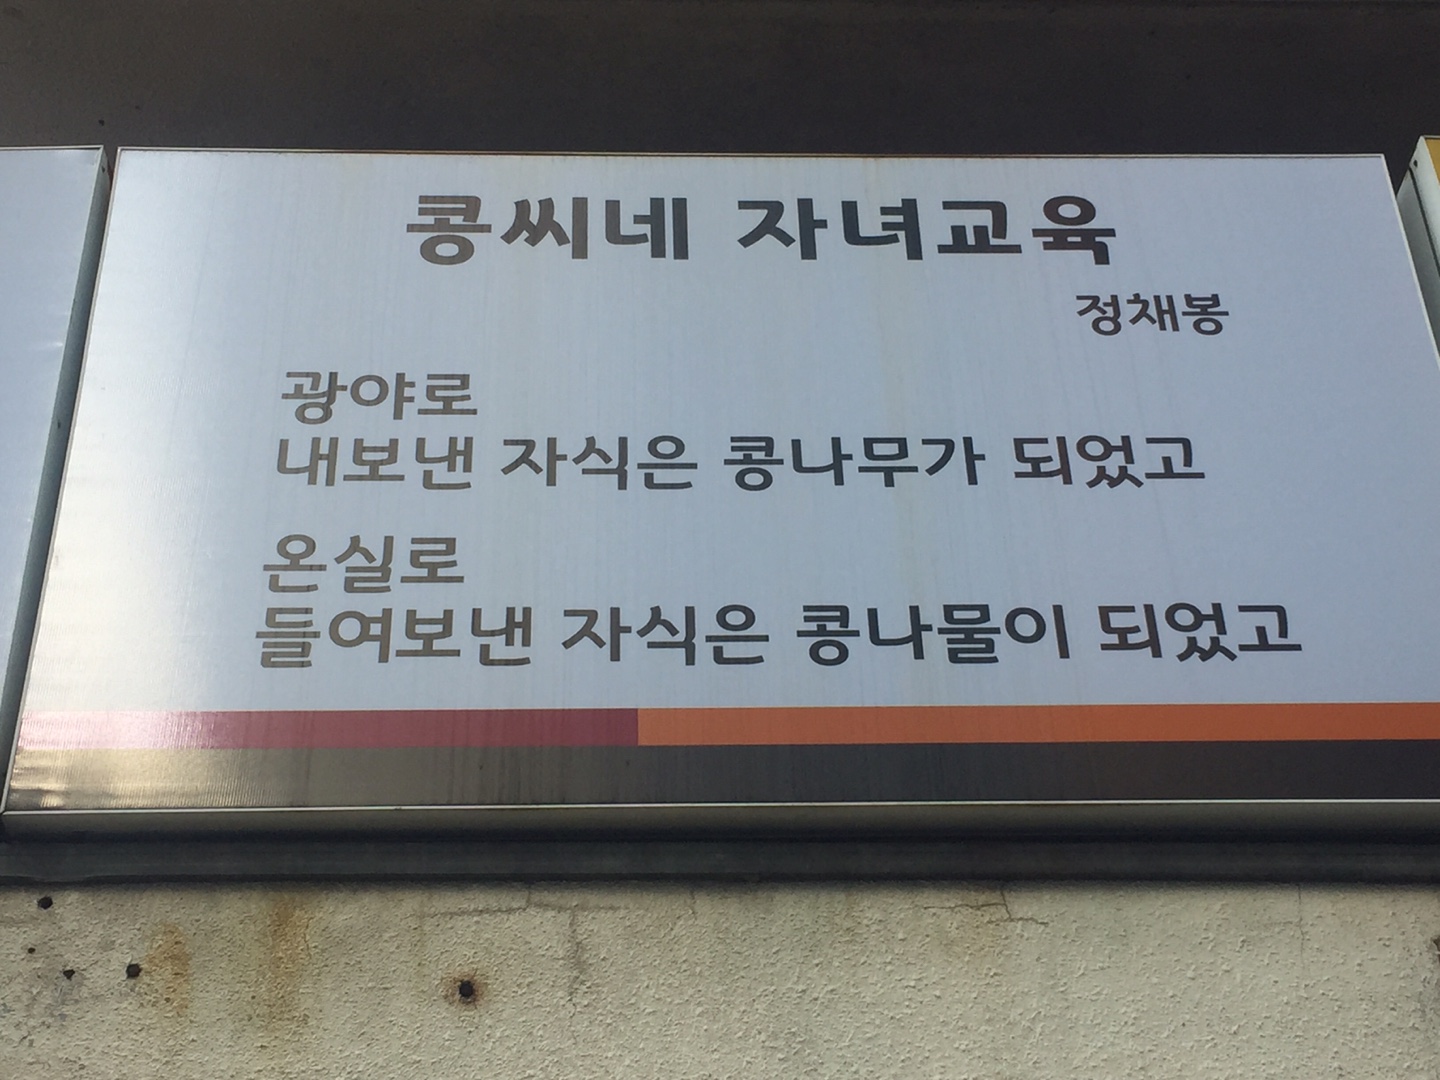 콩씨네 자녀교육
정채봉
광야로
내보낸 자식은 콩나무가 되었고
온실로
들여보낸 자식은 콩나물이 되었고